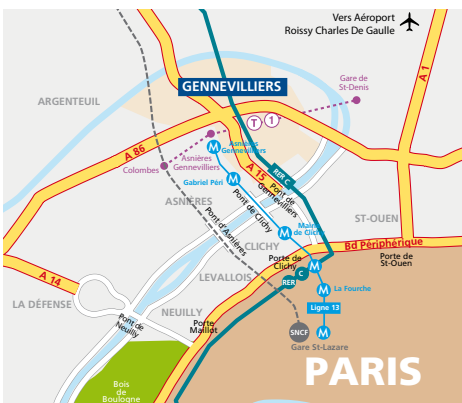 Vers Aéroport
Roissy Charles De Gaulle
A 1
Gare de
St-Denis
GENNEVILLIERS
ARGENTEUIL
T 1
A 86
M
Asnières
Gennevilliers
Asnières
Gennevilliers
Colombes
RER C
A 15
Pont de
Gennevilliers
Gabriel Péri
M
ASNIÈRES
Pont de Clichy
Pont d'Asnières
ST-OUEN
M
Mairie
de Clichy
CLICHY
Bd Périphérique
Porte de
St-Ouen
Porte de
Clichy
M
LEVALLOIS
C
RER
M
La Fourche
A 14
LA DÉFENSE
NEUILLY
Pont de
Neuilly
Porte
Maillot
Ligne 13
SNCF
M
Gare St-Lazare
PARIS
Bois
de
Boulogne